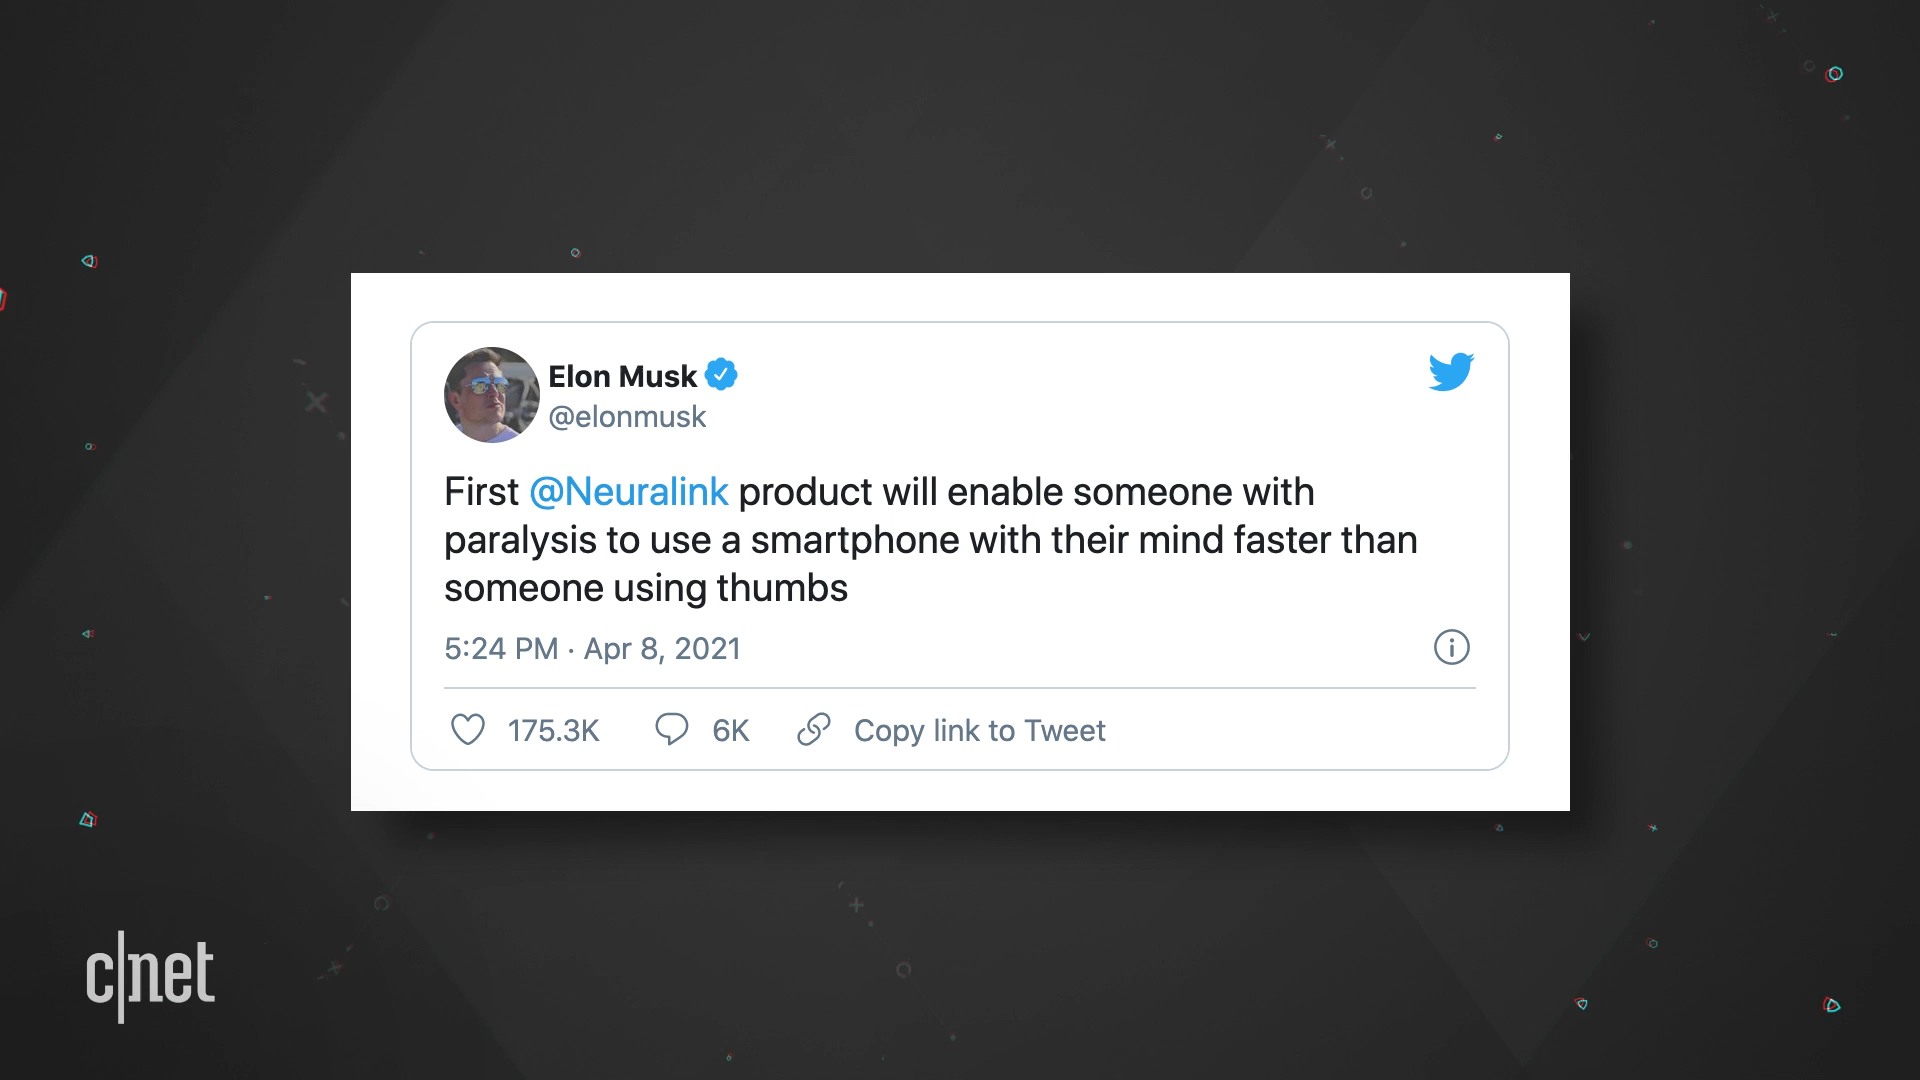 Elon Musk
@elonmusk
First @Neuralink product will enable someone with
paralysis to use a smartphone with their mind faster than
someone using thumbs
5:24 PM · Apr 8, 2021
175.3K 6K Copy link to Tweet
c|net